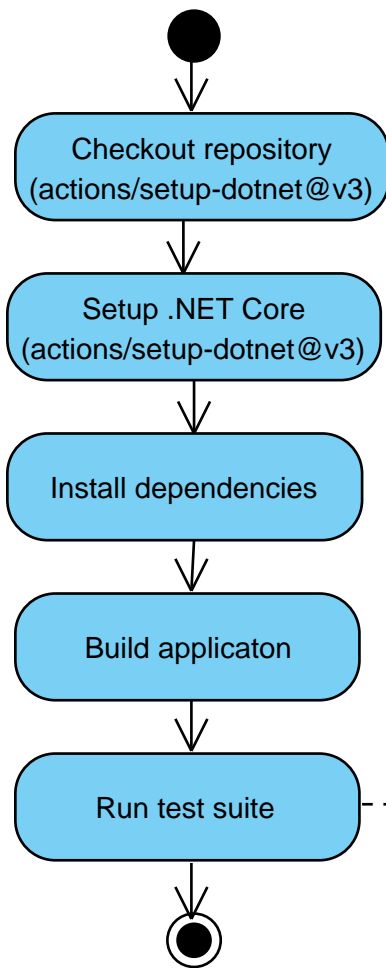 Checkout repository
(actions/setup-dotnet@v3)
Setup .NET Core
(actions/setup-dotnet@v3)
Install dependencies
Build applicaton
Run test suite